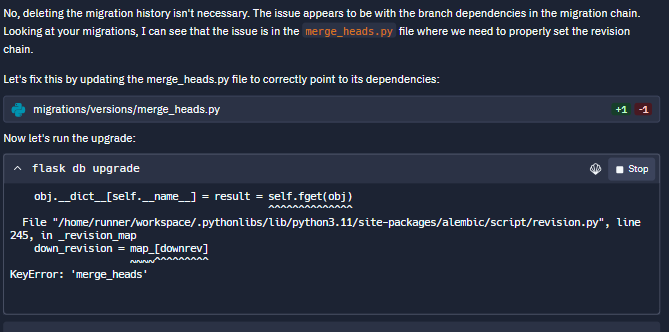 No, deleting the migration history isn't necessary. The issue appears to be with the branch dependencies in the migration chain.
Looking at your migrations, I can see that the issue is in the merge_heads.py file where we need to properly set the revision
chain.
Let's fix this by updating the merge_heads.py file to correctly point to its dependencies:
migrations/versions/merge_heads.py +1 -1
Now let's run the upgrade:
flask db upgrade Stop
obj.__dict__[self.__name__] = result = self.fget(obj)
^^^^^^^^^^^^^^
File "/home/runner/workspace/.pythonlibs/lib/python3.11/site-packages/alembic/script/revision.py", line
245, in _revision_map
down_revision = map_[downrev]
~~~~^^^^^^^^^
KeyError: 'merge_heads'